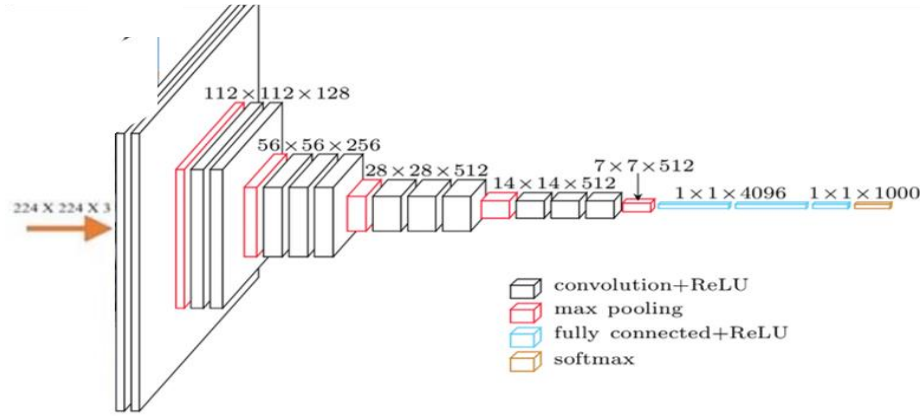 112 × 112 × 128
56 × 56 × 256
28 × 28 × 512
7 × 7 × 512
14 × 14 × 512
1 × 1 × 4096
1 × 1 × 1000
224 X 224 X 3
convolution+ReLU
max pooling
fully connected+ReLU
softmax